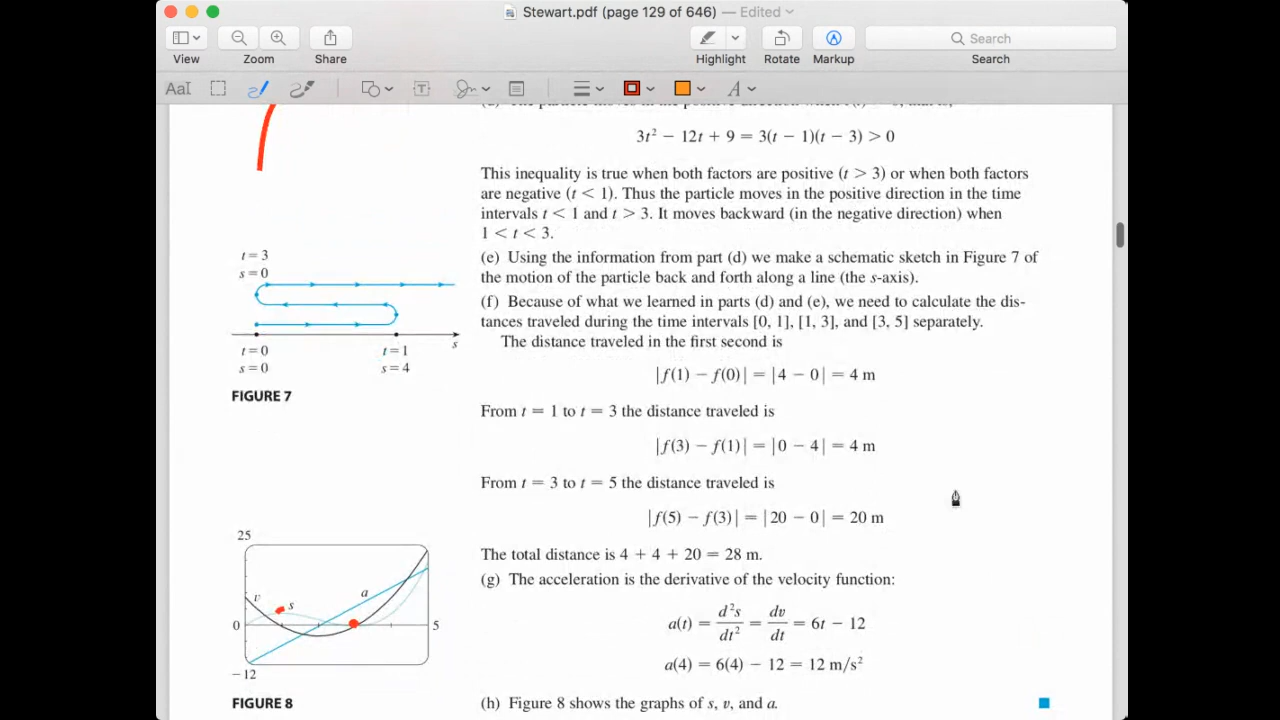 Stewart.pdf (page 129 of 646) — Edited
View
Zoom
Share
Highlight
Rotate
Markup
Search
Search
AaI
T
A
3t² − 12t + 9 = 3(t − 1)(t − 3) > 0
This inequality is true when both factors are positive (t > 3) or when both factors
are negative (t < 1). Thus the particle moves in the positive direction in the time
intervals t < 1 and t > 3. It moves backward (in the negative direction) when
1 < t < 3.
(e) Using the information from part (d) we make a schematic sketch in Figure 7 of
the motion of the particle back and forth along a line (the s-axis).
(f) Because of what we learned in parts (d) and (e), we need to calculate the dis-
tances traveled during the time intervals [0, 1], [1, 3], and [3, 5] separately.
The distance traveled in the first second is
|f(1) − f(0)| = |4 − 0| = 4 m
From t = 1 to t = 3 the distance traveled is
|f(3) − f(1)| = |0 − 4| = 4 m
From t = 3 to t = 5 the distance traveled is
|f(5) − f(3)| = |20 − 0| = 20 m
The total distance is 4 + 4 + 20 = 28 m.
(g) The acceleration is the derivative of the velocity function:
a(t) = d²s/dt² = dv/dt = 6t − 12
a(4) = 6(4) − 12 = 12 m/s²
(h) Figure 8 shows the graphs of s, v, and a.
t = 3
s = 0
t = 0
s = 0
t = 1
s = 4
s
FIGURE 7
25
v
s
a
0
5
−12
FIGURE 8